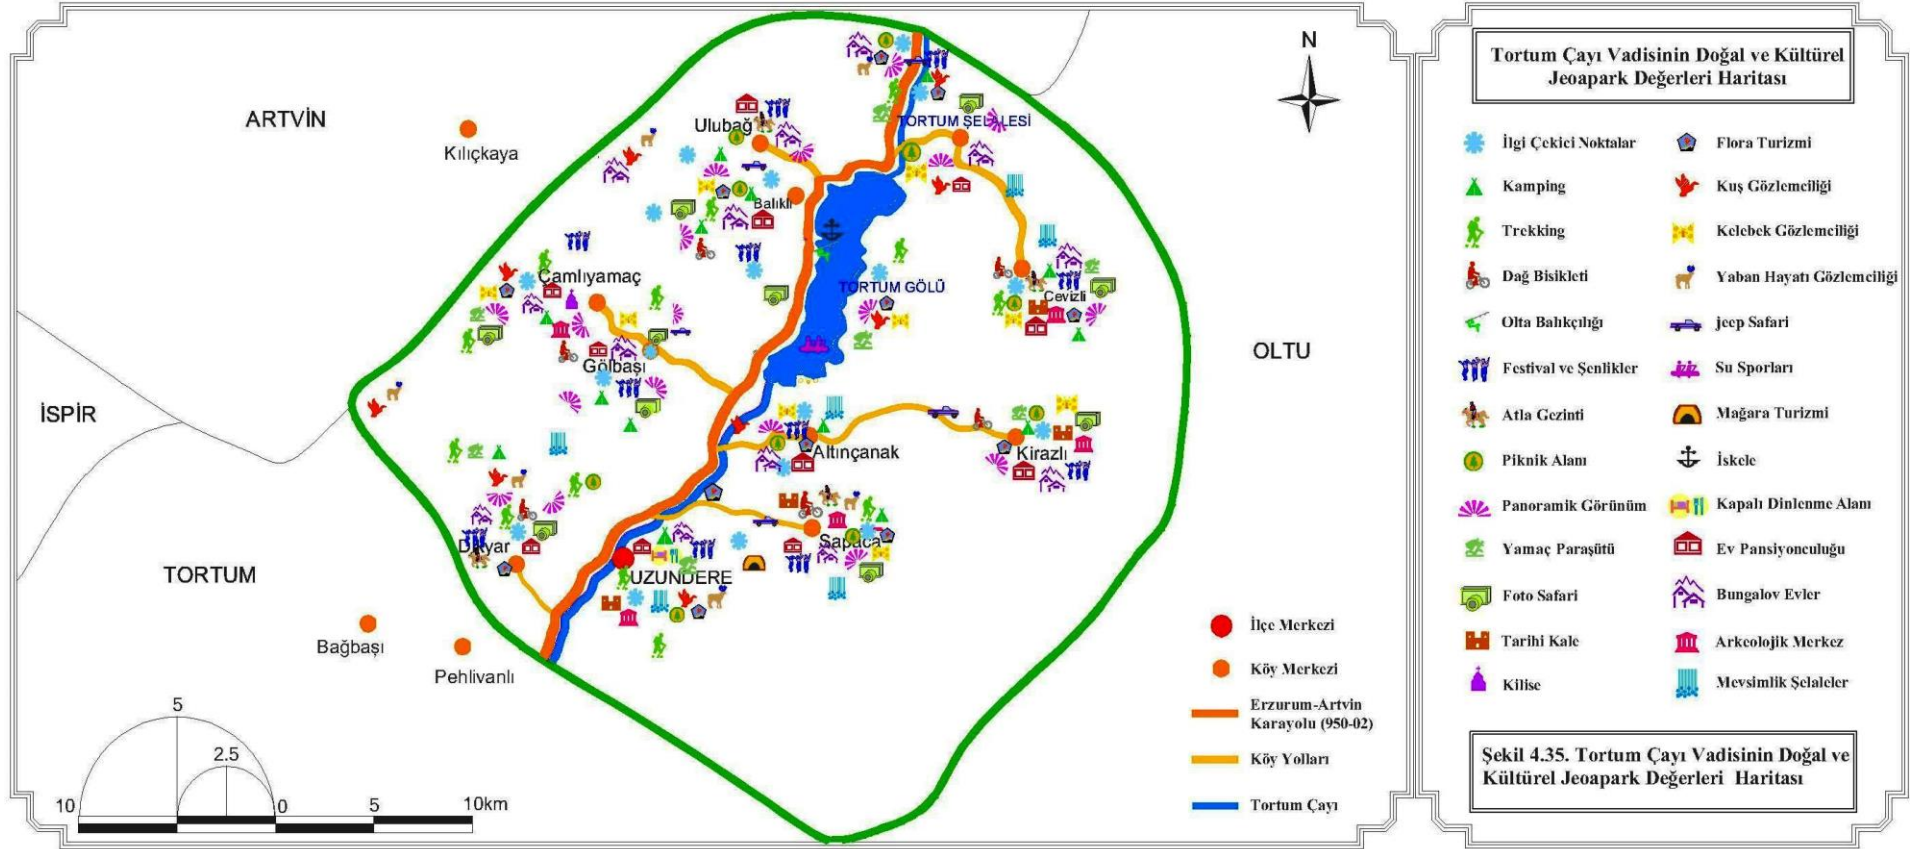 ARTVİN
Kılıçkaya
Ulubağ
TORTUM ŞELALESİ
Balıklı
Çamlıyamaç
TORTUM GÖLÜ
Cevizli
Gölbaşı
OLTU
İSPİR
Altınçanak
Kirazlı
Dikyar
Sapaca
UZUNDERE
TORTUM
Bağbaşı
Pehlivanlı
N
5
2.5
10
0
5
10km
İlçe Merkezi
Köy Merkezi
Erzurum-Artvin
Karayolu (950-02)
Köy Yolları
Tortum Çayı
Tortum Çayı Vadisinin Doğal ve Kültürel
Jeoapark Değerleri Haritası
İlgi Çekici Noktalar
Kamping
Trekking
Dağ Bisikleti
Olta Balıkçılığı
Festival ve Şenlikler
Atla Gezinti
Piknik Alanı
Panoramik Görünüm
Yamaç Paraşütü
Foto Safari
Tarihi Kale
Kilise
Flora Turizmi
Kuş Gözlemciliği
Kelebek Gözlemciliği
Yaban Hayatı Gözlemciliği
jeep Safari
Su Sporları
Mağara Turizmi
İskele
Kapalı Dinlenme Alanı
Ev Pansiyonculuğu
Bungalov Evler
Arkeolojik Merkez
Mevsimlik Şelaleler
Şekil 4.35. Tortum Çayı Vadisinin Doğal ve
Kültürel Jeoapark Değerleri Haritası